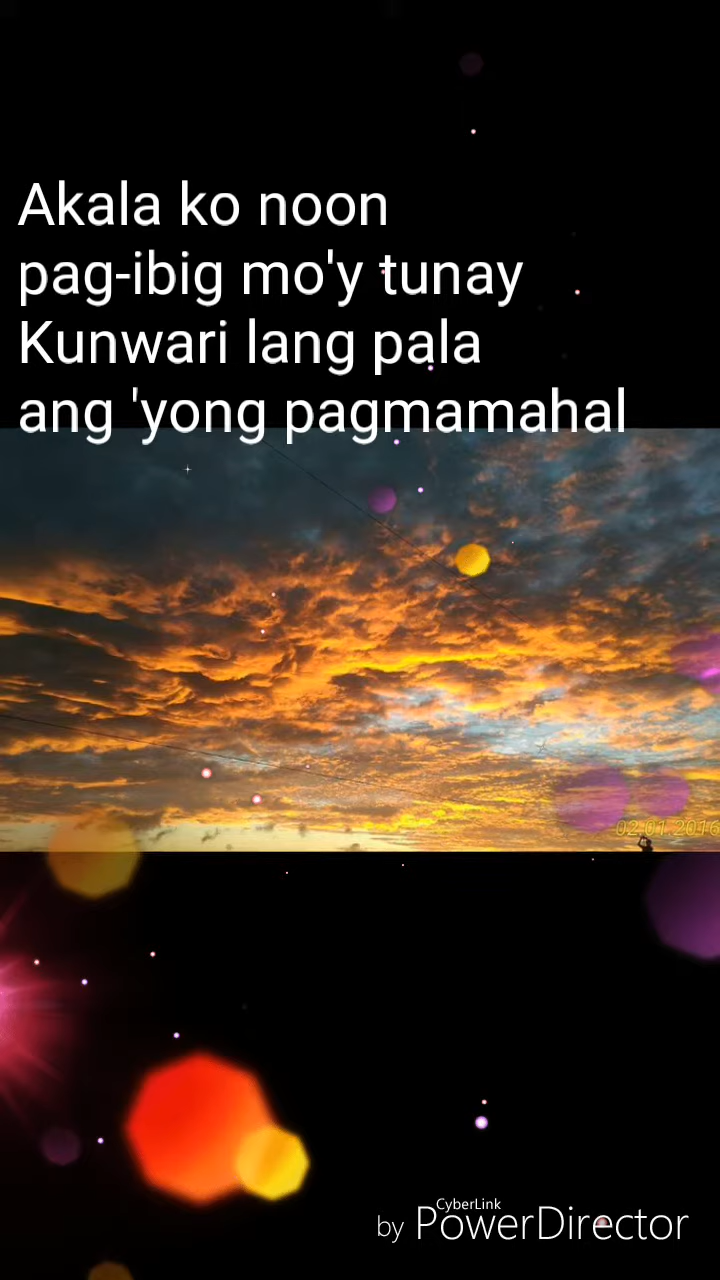 Akala ko noon
pag-ibig mo'y tunay
Kunwari lang pala
ang 'yong pagmamahal
02.01.2016
CyberLink
by PowerDirector